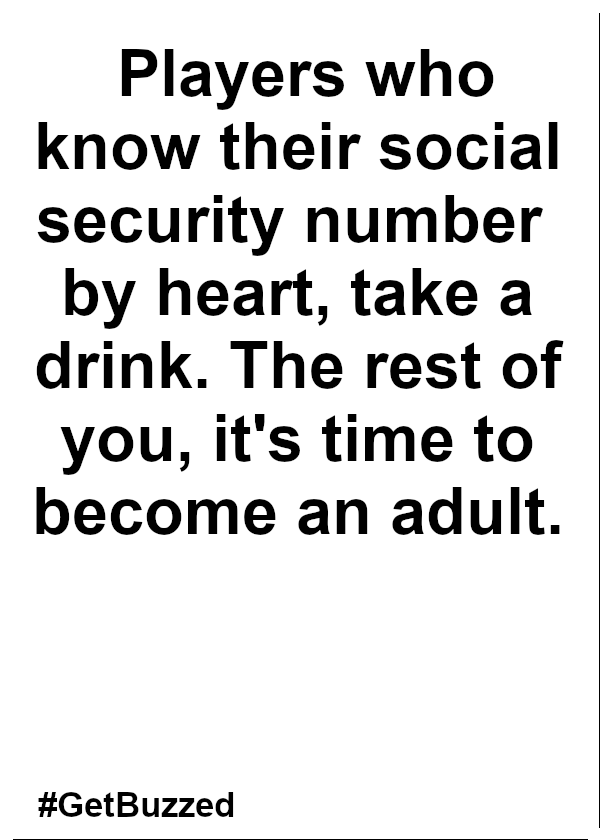 Players who
know their social
security number
by heart, take a
drink. The rest of
you, it's time to
become an adult.
#GetBuzzed